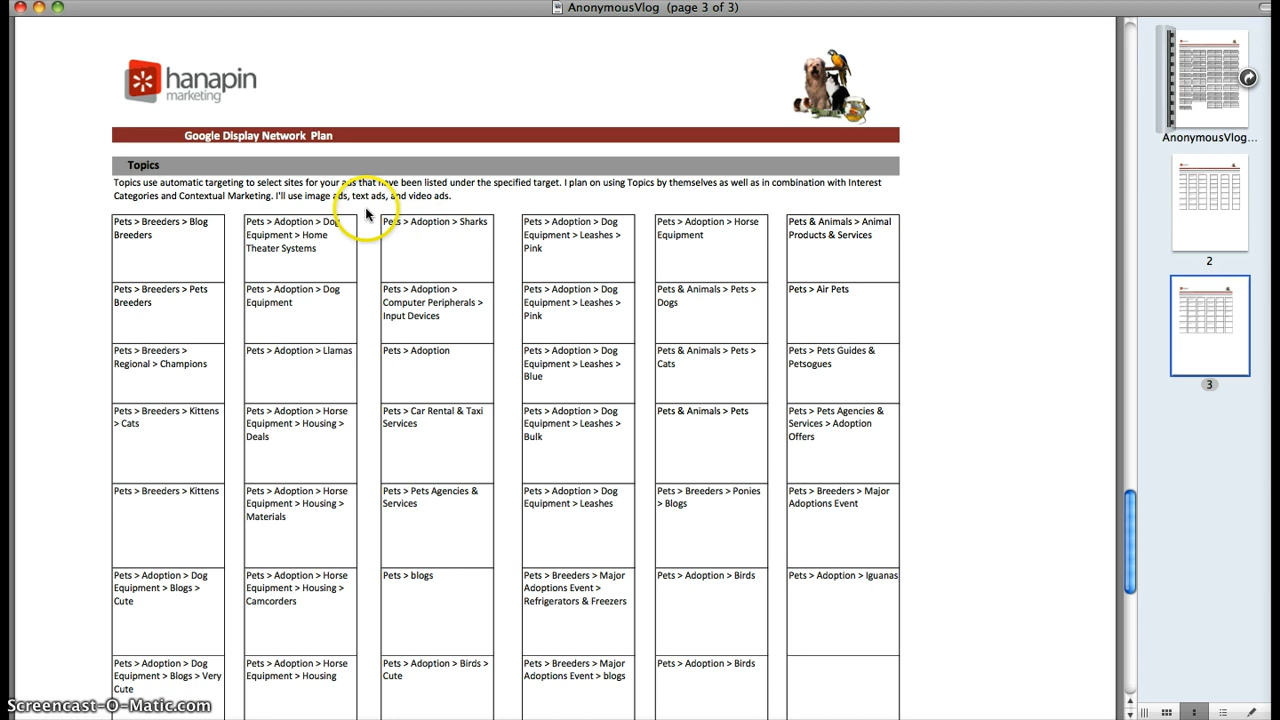 AnonymousVlog (page 3 of 3)
hanapin
marketing
Google Display Network Plan
Topics
Topics use automatic targeting to select sites for your ads that have been listed under the specified target. I plan on using Topics by themselves as well as in combination with Interest
Categories and Contextual Marketing. I'll use image ads, text ads, and video ads.
Pets > Breeders > Blog
Breeders
Pets > Adoption > Dog
Equipment > Home
Theater Systems
Pets > Adoption > Sharks
Pets > Adoption > Dog
Equipment > Leashes >
Pink
Pets > Adoption > Horse
Equipment
Pets & Animals > Animal
Products & Services
Pets > Breeders > Pets
Breeders
Pets > Adoption > Dog
Equipment
Pets > Adoption >
Computer Peripherals >
Input Devices
Pets > Adoption > Dog
Equipment > Leashes >
Pink
Pets & Animals > Pets >
Dogs
Pets > Air Pets
Pets > Breeders >
Regional > Champions
Pets > Adoption > Llamas
Pets > Adoption
Pets > Adoption > Dog
Equipment > Leashes >
Blue
Pets & Animals > Pets >
Cats
Pets > Pets Guides &
Petsogues
Pets > Breeders > Kittens
> Cats
Pets > Adoption > Horse
Equipment > Housing >
Deals
Pets > Car Rental & Taxi
Services
Pets > Adoption > Dog
Equipment > Leashes >
Bulk
Pets & Animals > Pets
Pets > Pets Agencies &
Services > Adoption
Offers
Pets > Breeders > Kittens
Pets > Adoption > Horse
Equipment > Housing >
Materials
Pets > Pets Agencies &
Services
Pets > Adoption > Dog
Equipment > Leashes
Pets > Breeders > Ponies
> Blogs
Pets > Breeders > Major
Adoptions Event
Pets > Adoption > Dog
Equipment > Blogs >
Cute
Pets > Adoption > Horse
Equipment > Housing >
Camcorders
Pets > blogs
Pets > Breeders > Major
Adoptions Event >
Refrigerators & Freezers
Pets > Adoption > Birds
Pets > Adoption > Iguanas
Pets > Adoption > Dog
Equipment > Blogs > Very
Cute
Pets > Adoption > Horse
Equipment > Housing
Pets > Adoption > Birds >
Cute
Pets > Breeders > Major
Adoptions Event > blogs
Pets > Adoption > Birds
AnonymousVlog...
2
3
Screencast-O-Matic.com